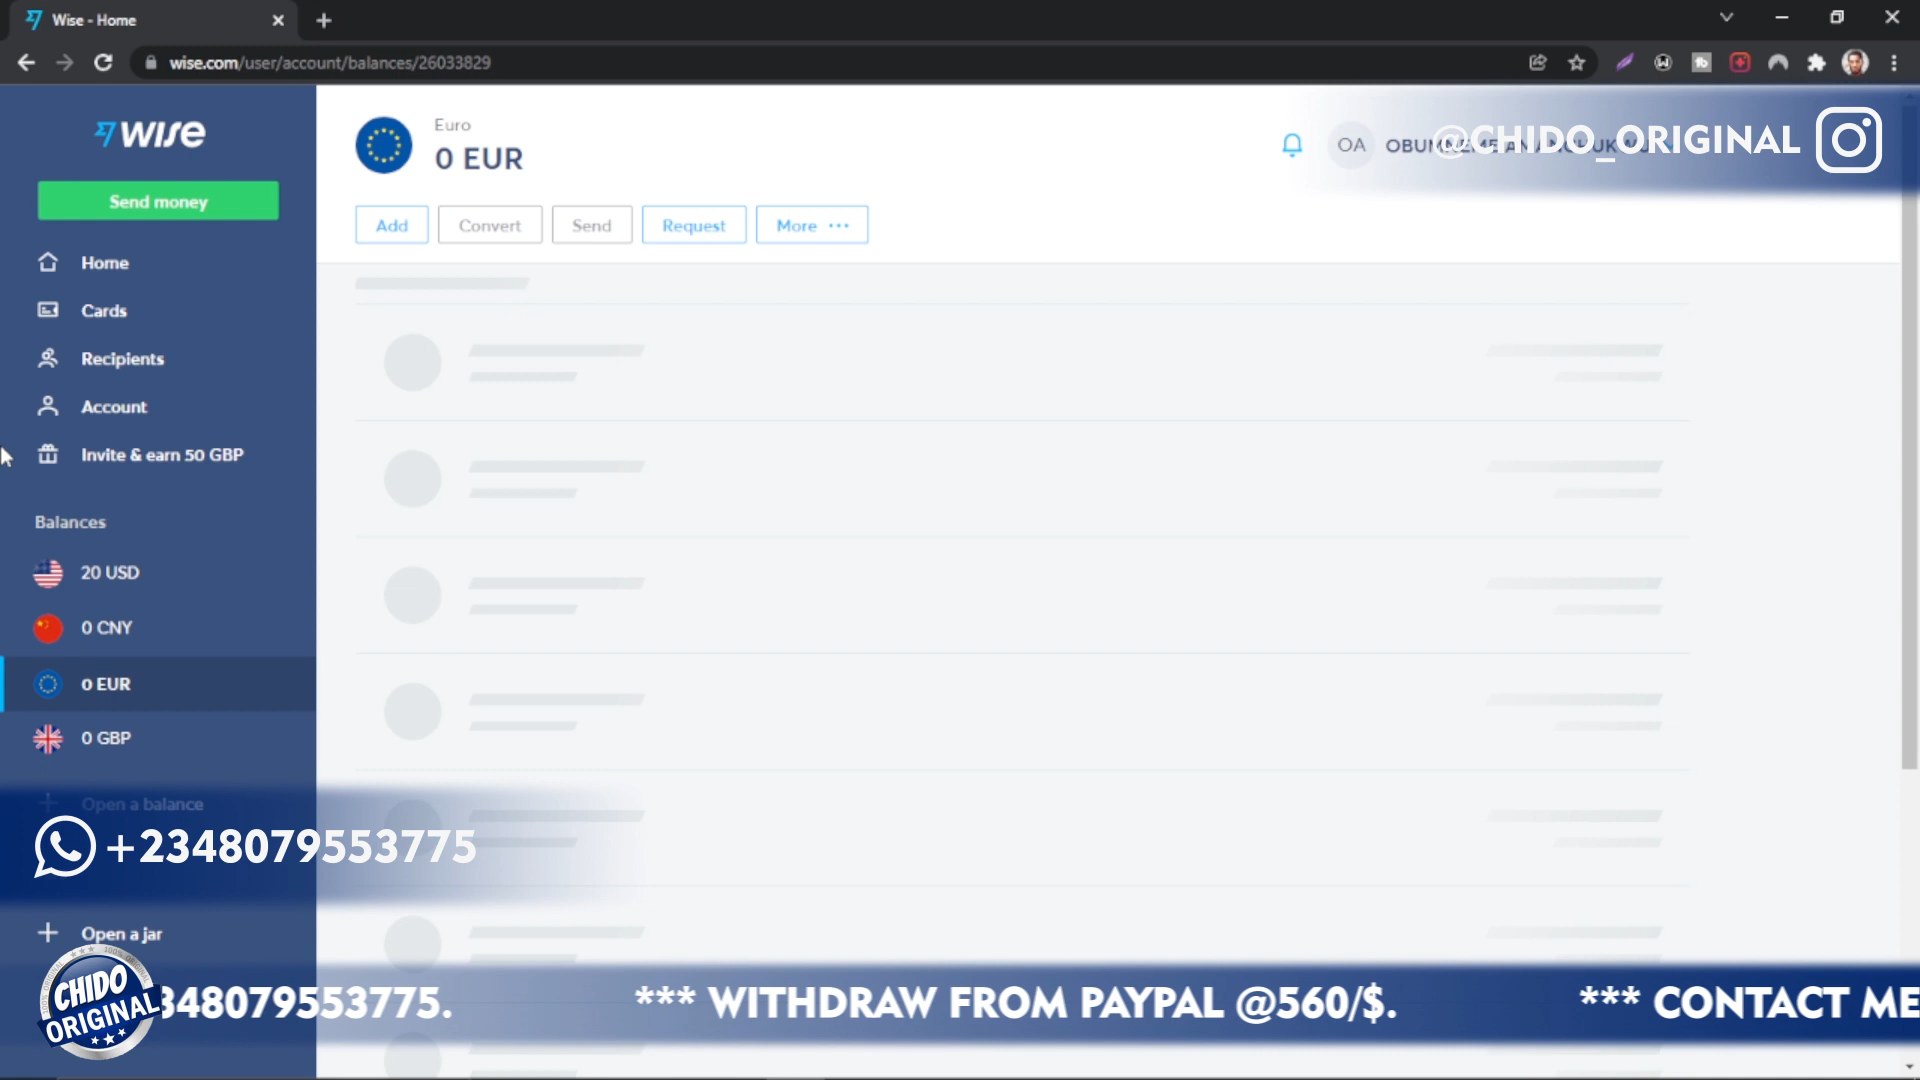 Wise - Home
wise.com/user/account/balances/26033829
WISE
Euro
0 EUR
OA
@CHIDO_ORIGINAL
Send money
Add
Convert
Send
Request
More ···
Home
Cards
Recipients
Account
Invite & earn 50 GBP
Balances
20 USD
0 CNY
0 EUR
0 GBP
Open a balance
+2348079553775
Open a jar
CHIDO
ORIGINAL
348079553775.
*** WITHDRAW FROM PAYPAL @560/$.
*** CONTACT ME